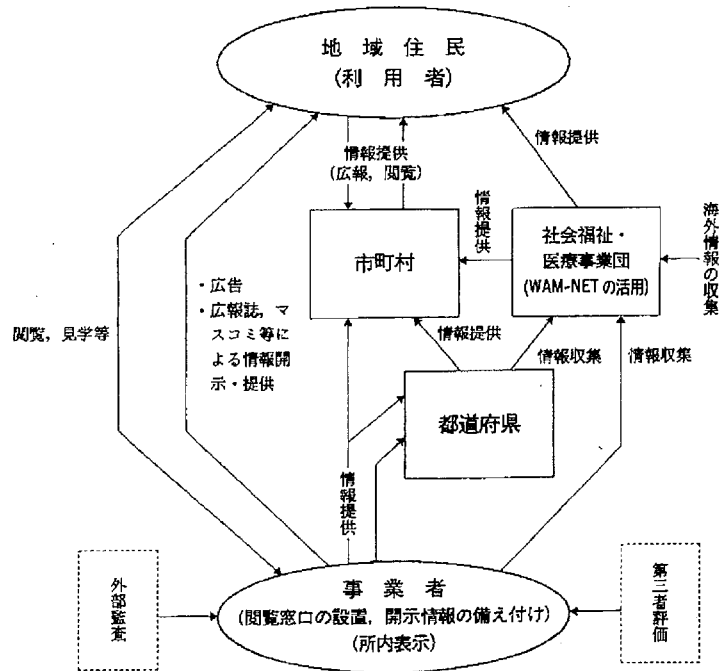 地域住民
(利用者)
情報提供
(広報，閲覧)
情報提供
情報提供
海外情報の収集
市町村
社会福祉・
医療事業団
(WAM-NETの活用)
・広告
・広報誌，マ
スコミ等に
よる情報開
示・提供
閲覧，見学等
情報提供
情報収集
情報収集
都道府県
情報提供
外部監査
事業者
(閲覧窓口の設置，開示情報の備え付け)
(所内表示)
第三者評価